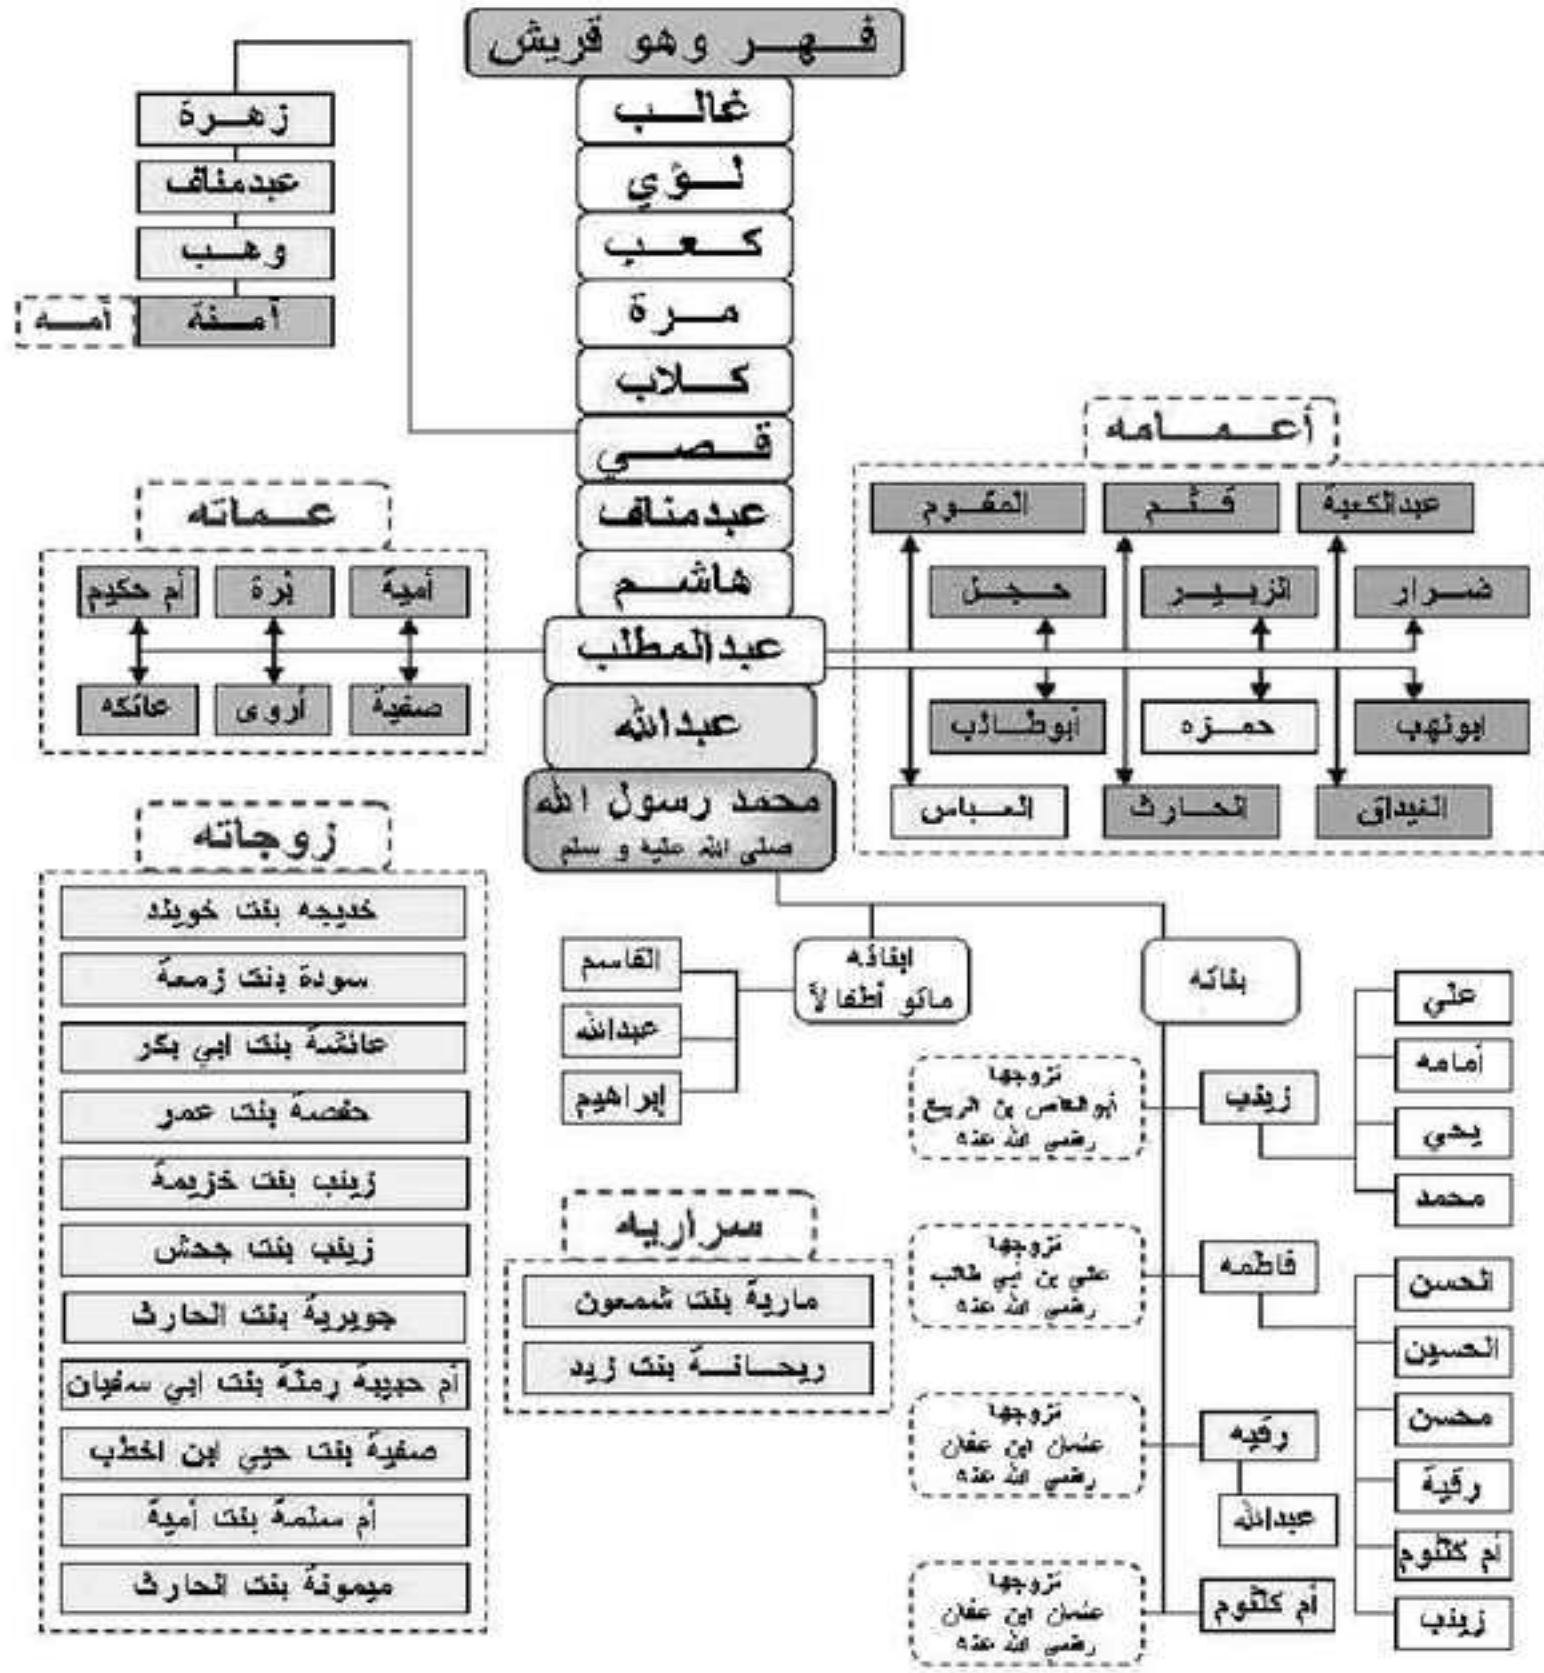 فهر وهو قريش
غالب
لؤي
كعب
مرة
كلاب
قصي
عبدمناف
هاشم
عبدالمطلب
عبدالله
محمد رسول الله
صلى الله عليه و سلم
زهرة
عبدمناف
وهب
آمنة
أمه
أعمامه
عبدالكعبة
قثم
المقوم
ضرار
الزبير
حجل
ابولهب
حمزه
أبوطالب
الغيداق
الحارث
العباس
عماته
أمية
برة
أم حكيم
صفية
أروى
عاتكه
زوجاته
خديجه بنت خويلد
سودة بنت زمعة
عائشة بنت ابي بكر
حفصة بنت عمر
زينب بنت خزيمة
زينب بنت جحش
جويرية بنت الحارث
أم حبيبة رملة بنت ابي سفيان
صفية بنت حيي ابن اخطب
أم سلمة بنت أمية
ميمونة بنت الحارث
ابنائه
ماتو أطفالاً
القاسم
عبدالله
إبراهيم
سراريه
مارية بنت شمعون
ريحانة بنت زيد
بناته
زينب
تزوجها
أبوالعاص بن الربيع
رضي الله عنه
علي
أمامه
يحي
محمد
فاطمه
تزوجها
علي بن أبي طالب
رضي الله عنه
الحسن
الحسين
محسن
رقية
أم كلثوم
زينب
رقيه
تزوجها
عثمان ابن عفان
رضي الله عنه
عبدالله
أم كلثوم
تزوجها
عثمان ابن عفان
رضي الله عنه